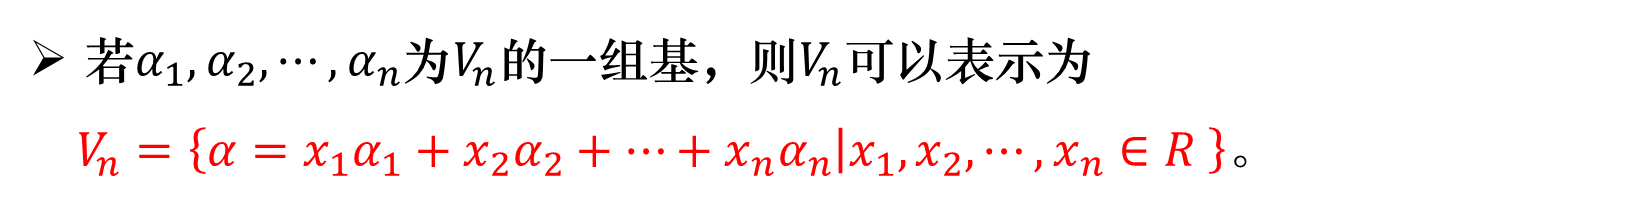 ➢ 若α₁, α₂, ⋯, αₙ为Vₙ的一组基，则Vₙ可以表示为
Vₙ = {α = x₁α₁ + x₂α₂ + ⋯ + xₙαₙ|x₁, x₂, ⋯, xₙ ∈ R }。